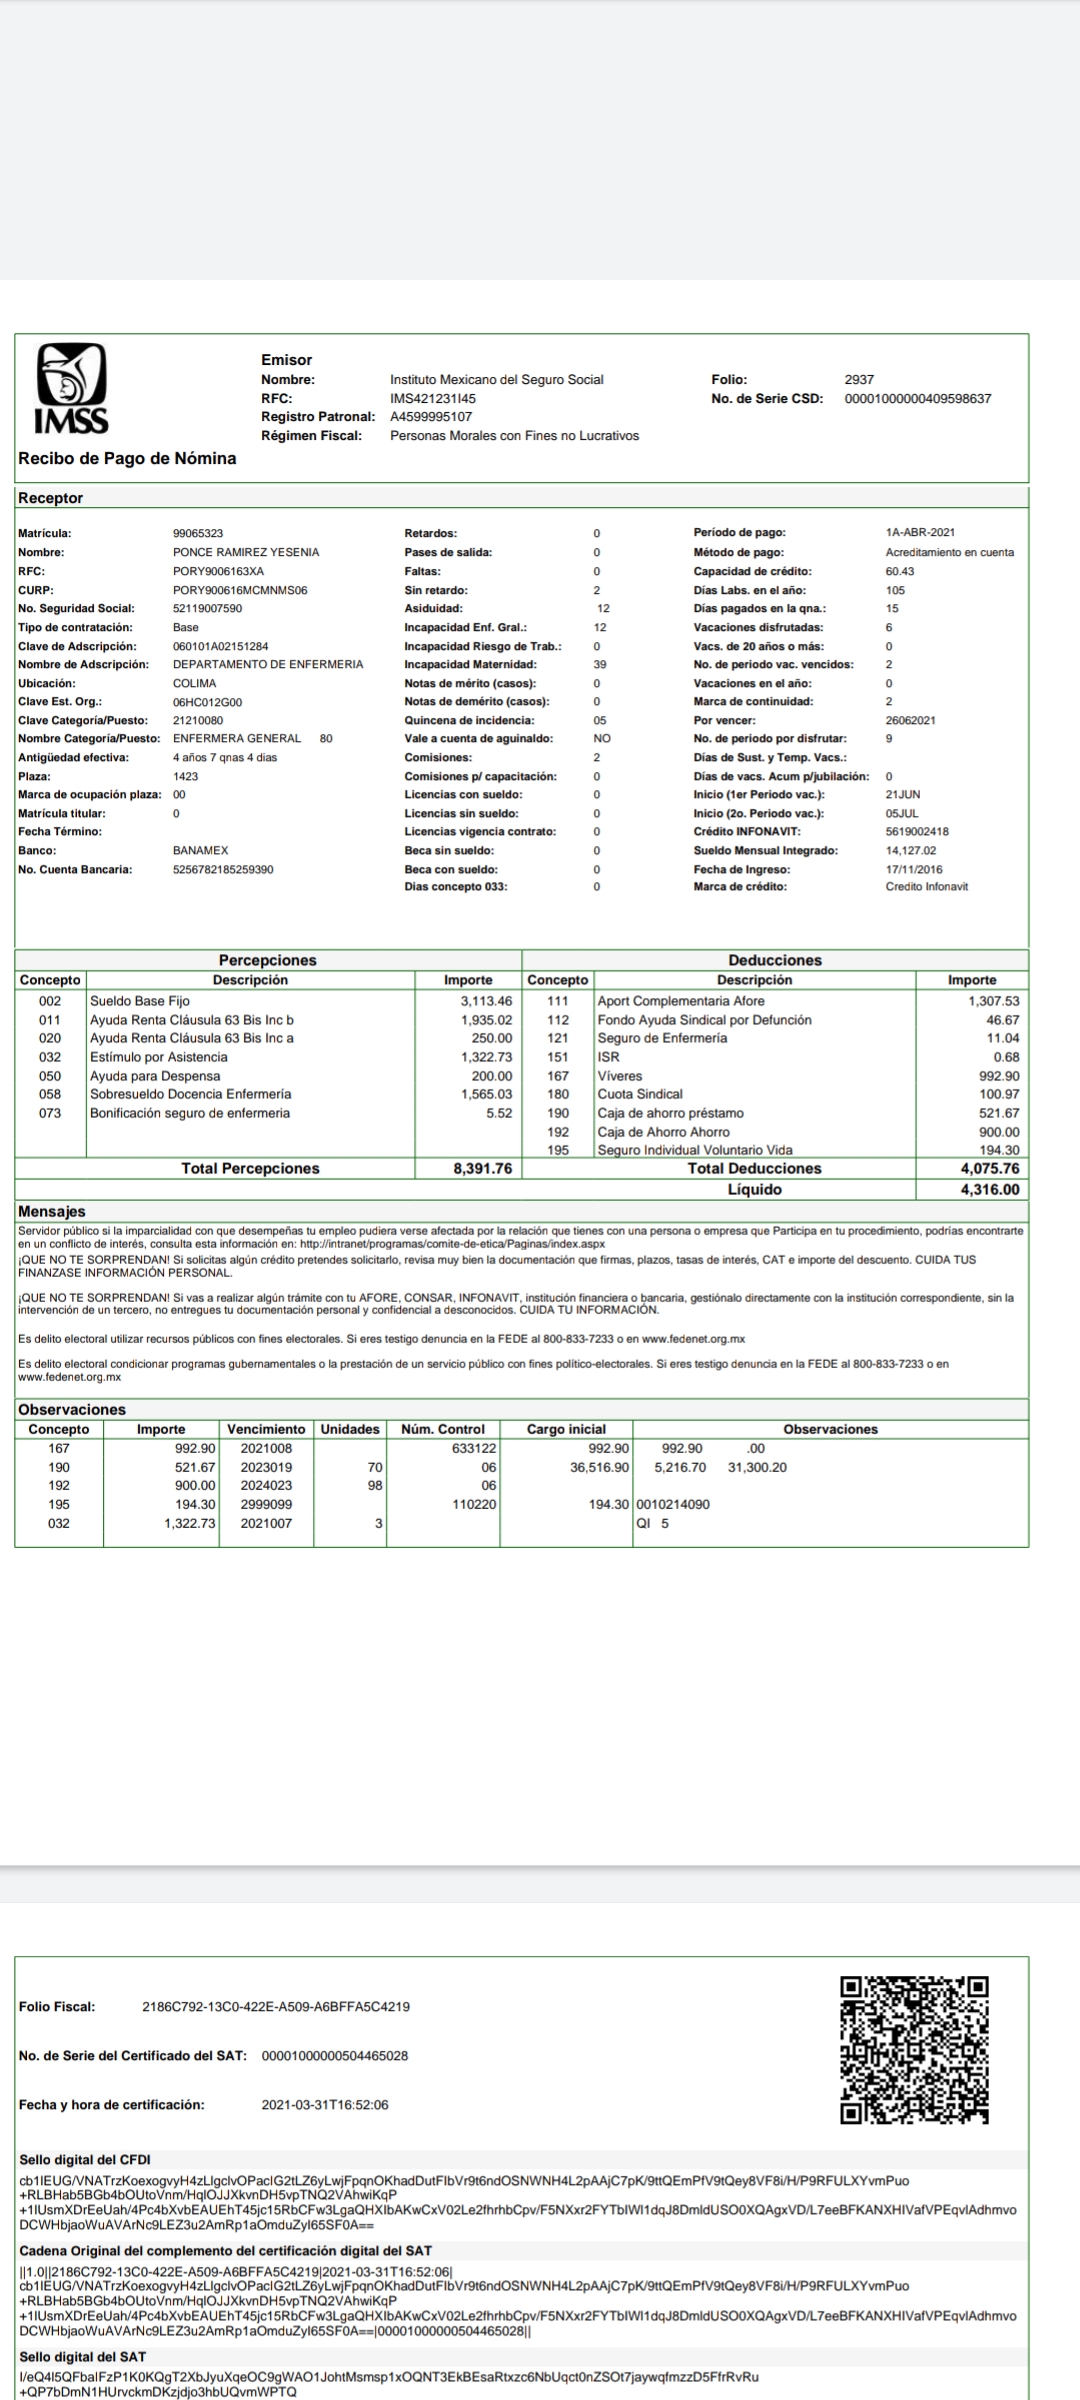 IMSS
Recibo de Pago de Nómina
Emisor
Nombre: Instituto Mexicano del Seguro Social Folio: 2937
RFC: IMS421231I45 No. de Serie CSD: 00001000000409598637
Registro Patronal: A4599995107
Régimen Fiscal: Personas Morales con Fines no Lucrativos
Receptor
Matrícula: 99065323 Retardos: 0 Período de pago: 1A-ABR-2021
Nombre: PONCE RAMIREZ YESENIA Pases de salida: 0 Método de pago: Acreditamiento en cuenta
RFC: PORY9006163XA Faltas: 0 Capacidad de crédito: 60.43
CURP: PORY900616MCMNMS06 Sin retardo: 2 Días Labs. en el año: 105
No. Seguridad Social: 52119007590 Asiduidad: 12 Días pagados en la qna.: 15
Tipo de contratación: Base Incapacidad Enf. Gral.: 12 Vacaciones disfrutadas: 6
Clave de Adscripción: 060101A02151284 Incapacidad Riesgo de Trab.: 0 Vacs. de 20 años o más: 0
Nombre de Adscripción: DEPARTAMENTO DE ENFERMERIA Incapacidad Maternidad: 39 No. de periodo vac. vencidos: 2
Ubicación: COLIMA Notas de mérito (casos): 0 Vacaciones en el año: 0
Clave Est. Org.: 06HC012G00 Notas de demérito (casos): 0 Marca de continuidad: 2
Clave Categoría/Puesto: 21210080 Quincena de incidencia: 05 Por vencer: 26062021
Nombre Categoría/Puesto: ENFERMERA GENERAL 80 Vale a cuenta de aguinaldo: NO No. de periodo por disfrutar: 9
Antigüedad efectiva: 4 años 7 qnas 4 dias Comisiones: 2 Días de Sust. y Temp. Vacs.:
Plaza: 1423 Comisiones p/ capacitación: 0 Días de vacs. Acum p/jubilación: 0
Marca de ocupación plaza: 00 Licencias con sueldo: 0 Inicio (1er Periodo vac.): 21JUN
Matrícula titular: 0 Licencias sin sueldo: 0 Inicio (2o. Periodo vac.): 05JUL
Fecha Término: Licencias vigencia contrato: 0 Crédito INFONAVIT: 5619002418
Banco: BANAMEX Beca sin sueldo: 0 Sueldo Mensual Integrado: 14,127.02
No. Cuenta Bancaria: 5256782185259390 Beca con sueldo: 0 Fecha de Ingreso: 17/11/2016
Dias concepto 033: 0 Marca de crédito: Credito Infonavit
Percepciones Deducciones
Concepto Descripción Importe Concepto Descripción Importe
002 Sueldo Base Fijo 3,113.46 111 Aport Complementaria Afore 1,307.53
011 Ayuda Renta Cláusula 63 Bis Inc b 1,935.02 112 Fondo Ayuda Sindical por Defunción 46.67
020 Ayuda Renta Cláusula 63 Bis Inc a 250.00 121 Seguro de Enfermería 11.04
032 Estímulo por Asistencia 1,322.73 151 ISR 0.68
050 Ayuda para Despensa 200.00 167 Víveres 992.90
058 Sobresueldo Docencia Enfermería 1,565.03 180 Cuota Sindical 100.97
073 Bonificación seguro de enfermeria 5.52 190 Caja de ahorro préstamo 521.67
192 Caja de Ahorro Ahorro 900.00
195 Seguro Individual Voluntario Vida 194.30
Total Percepciones 8,391.76 Total Deducciones 4,075.76
Líquido 4,316.00
Mensajes
Servidor público si la imparcialidad con que desempeñas tu empleo pudiera verse afectada por la relación que tienes con una persona o empresa que Participa en tu procedimiento, podrías encontrarte
en un conflicto de interés, consulta esta información en: http://intranet/programas/comite-de-etica/Paginas/index.aspx
¡QUE NO TE SORPRENDAN! Si solicitas algún crédito pretendes solicitarlo, revisa muy bien la documentación que firmas, plazos, tasas de interés, CAT e importe del descuento. CUIDA TUS
FINANZASE INFORMACIÓN PERSONAL.
¡QUE NO TE SORPRENDAN! Si vas a realizar algún trámite con tu AFORE, CONSAR, INFONAVIT, institución financiera o bancaria, gestiónalo directamente con la institución correspondiente, sin la
intervención de un tercero, no entregues tu documentación personal y confidencial a desconocidos. CUIDA TU INFORMACIÓN.
Es delito electoral utilizar recursos públicos con fines electorales. Si eres testigo denuncia en la FEDE al 800-833-7233 o en www.fedenet.org.mx
Es delito electoral condicionar programas gubernamentales o la prestación de un servicio público con fines político-electorales. Si eres testigo denuncia en la FEDE al 800-833-7233 o en
www.fedenet.org.mx
Observaciones
Concepto Importe Vencimiento Unidades Núm. Control Cargo inicial Observaciones
167 992.90 2021008 633122 992.90 992.90 .00
190 521.67 2023019 70 06 36,516.90 5,216.70 31,300.20
192 900.00 2024023 98 06
195 194.30 2999099 110220 194.30 0010214090
032 1,322.73 2021007 3 QI 5
Folio Fiscal: 2186C792-13C0-422E-A509-A6BFFA5C4219
No. de Serie del Certificado del SAT: 00001000000504465028
Fecha y hora de certificación: 2021-03-31T16:52:06
Sello digital del CFDI
Cadena Original del complemento del certificación digital del SAT
||1.0||2186C792-13C0-422E-A509-A6BFFA5C4219|2021-03-31T16:52:06|
Sello digital del SAT